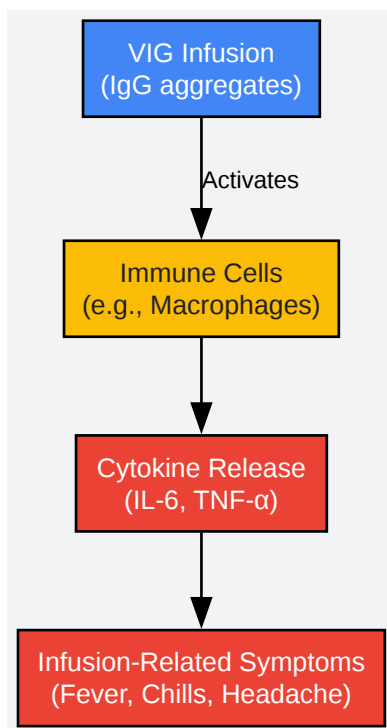 VIG Infusion
(IgG aggregates)
Activates
Immune Cells
(e.g., Macrophages)
Cytokine Release
(IL-6, TNF-α)
Infusion-Related Symptoms
(Fever, Chills, Headache)